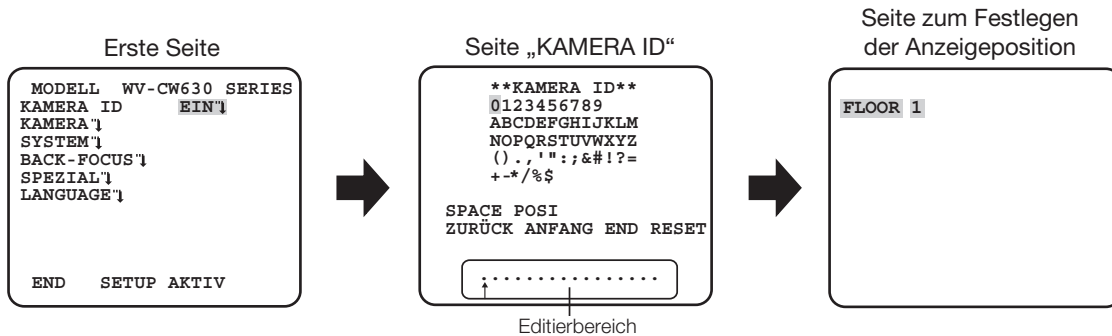 Erste Seite
MODELL WV-CW630 SERIES
KAMERA ID EIN
KAMERA
SYSTEM
BACK-FOCUS
SPEZIAL
LANGUAGE
END SETUP AKTIV
Seite „KAMERA ID“
**KAMERA ID**
0123456789
ABCDEFGHIJKLM
NOPQRSTUVWXYZ
().,'":;&#!?=
+-*/%$
SPACE POSI
ZURÜCK ANFANG END RESET
................
Editierbereich
Seite zum Festlegen
der Anzeigeposition
FLOOR 1